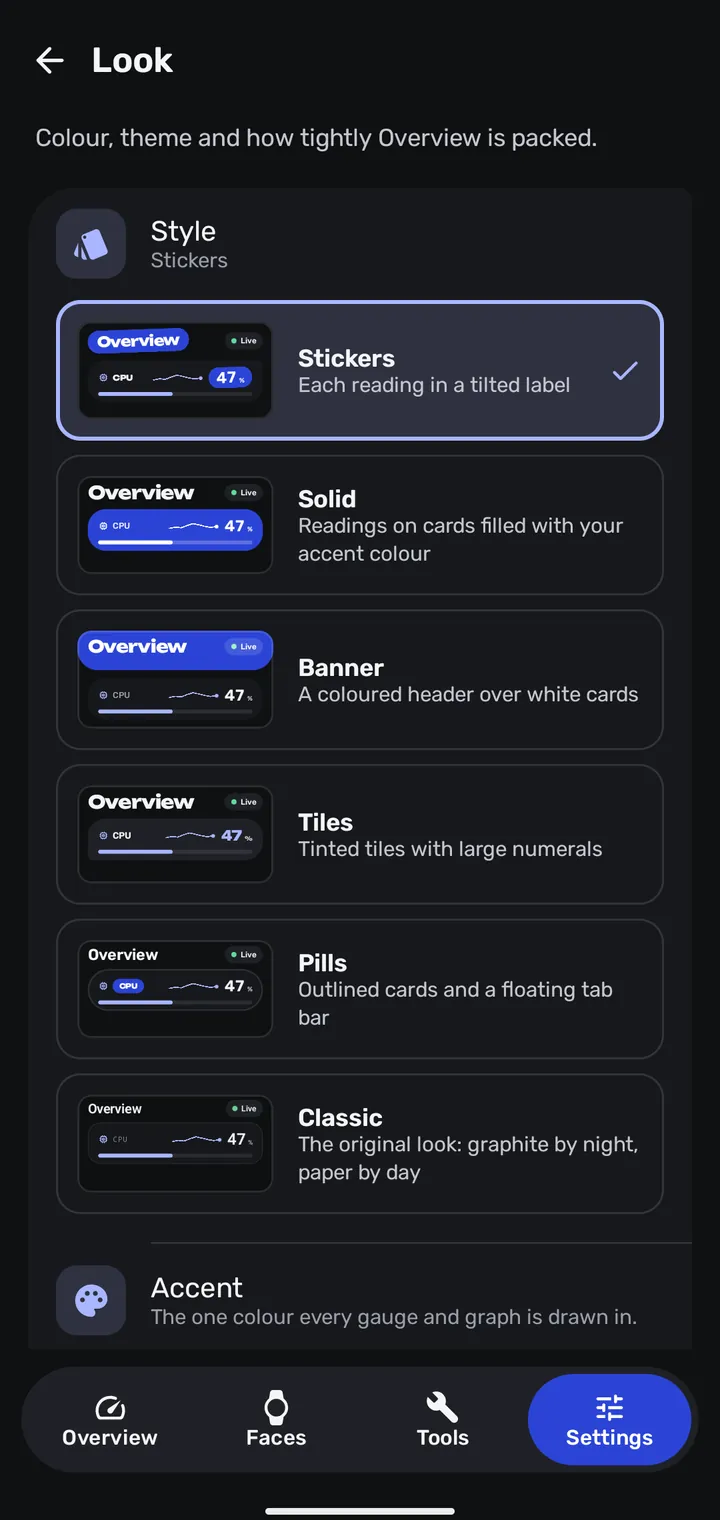 Look
Colour, theme and how tightly Overview is packed.
Style
Stickers
Overview
Live
CPU
47 %
Stickers
Each reading in a tilted label
Overview
Live
CPU
47 %
Solid
Readings on cards filled with your
accent colour
Overview
Live
CPU
47 %
Banner
A coloured header over white cards
Overview
Live
CPU
47 %
Tiles
Tinted tiles with large numerals
Overview
Live
CPU
47 %
Pills
Outlined cards and a floating tab
bar
Overview
Live
CPU
47 %
Classic
The original look: graphite by night,
paper by day
Accent
The one colour every gauge and graph is drawn in.
Overview
Faces
Tools
Settings